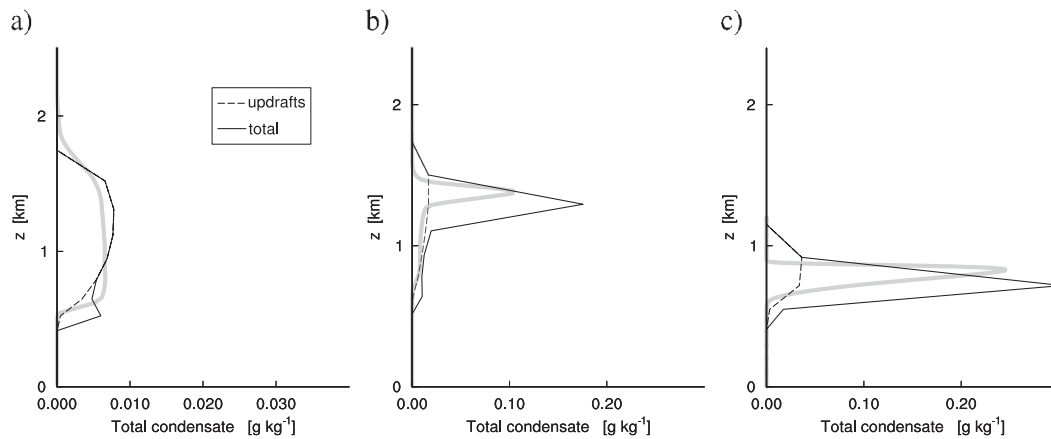 a)
2
1
0
z [km]
0.000 0.010 0.020 0.030
Total condensate [g kg⁻¹]
updrafts
total
b)
2
1
0
z [km]
0.00 0.10 0.20
Total condensate [g kg⁻¹]
c)
2
1
0
z [km]
0.00 0.10 0.20
Total condensate [g kg⁻¹]